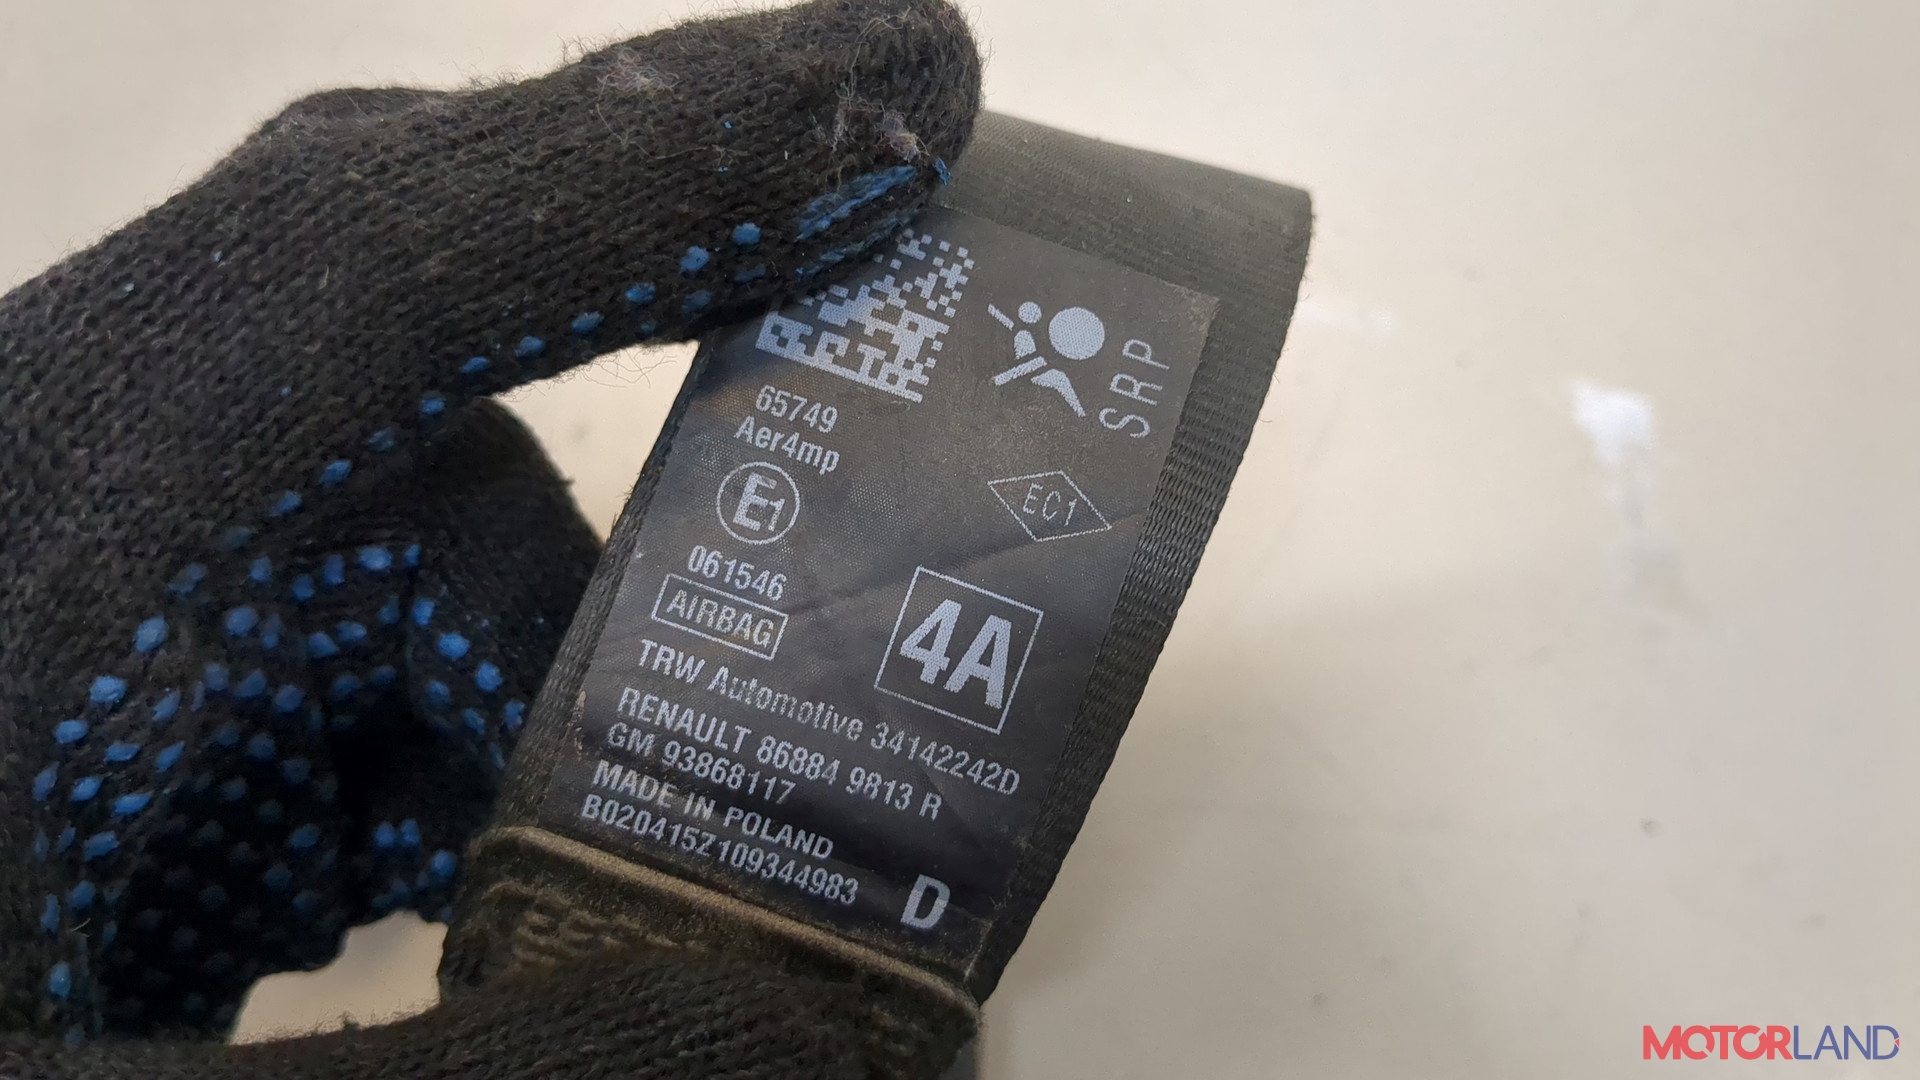 SRP
65749
Aer4mp
E1
EC1
061546
AIRBAG
4A
TRW Automotive 34142242D
RENAULT 86884 9813 R
GM 93868117
MADE IN POLAND
B020415Z109344983
D
MOTORLAND